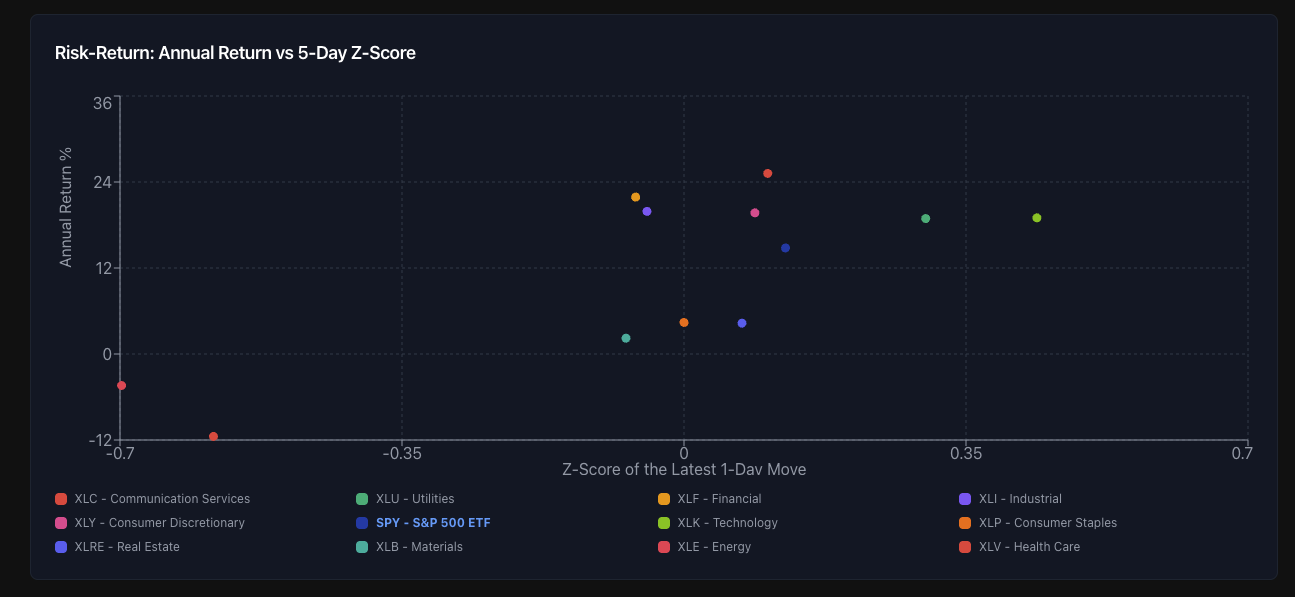 Risk-Return: Annual Return vs 5-Day Z-Score
36
24
12
0
-12
Annual Return %
-0.7
-0.35
0
0.35
0.7
Z-Score of the Latest 1-Day Move
XLC - Communication Services
XLU - Utilities
XLF - Financial
XLI - Industrial
XLY - Consumer Discretionary
SPY - S&P 500 ETF
XLK - Technology
XLP - Consumer Staples
XLRE - Real Estate
XLB - Materials
XLE - Energy
XLV - Health Care